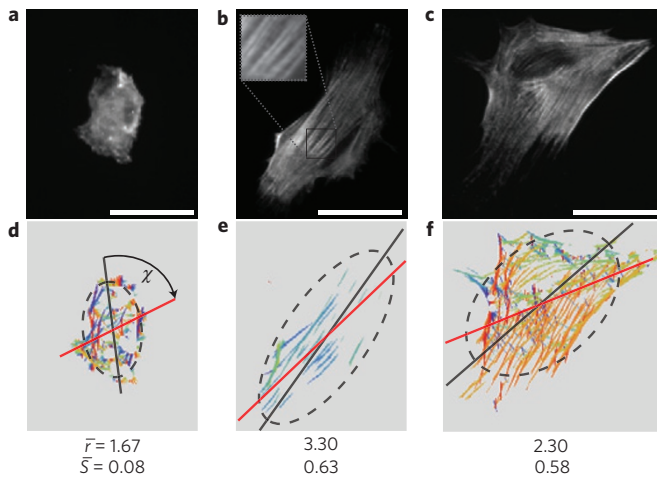 a
b
c
d
χ
e
f
r̅ = 1.67
3.30
2.30
S̅ = 0.08
0.63
0.58